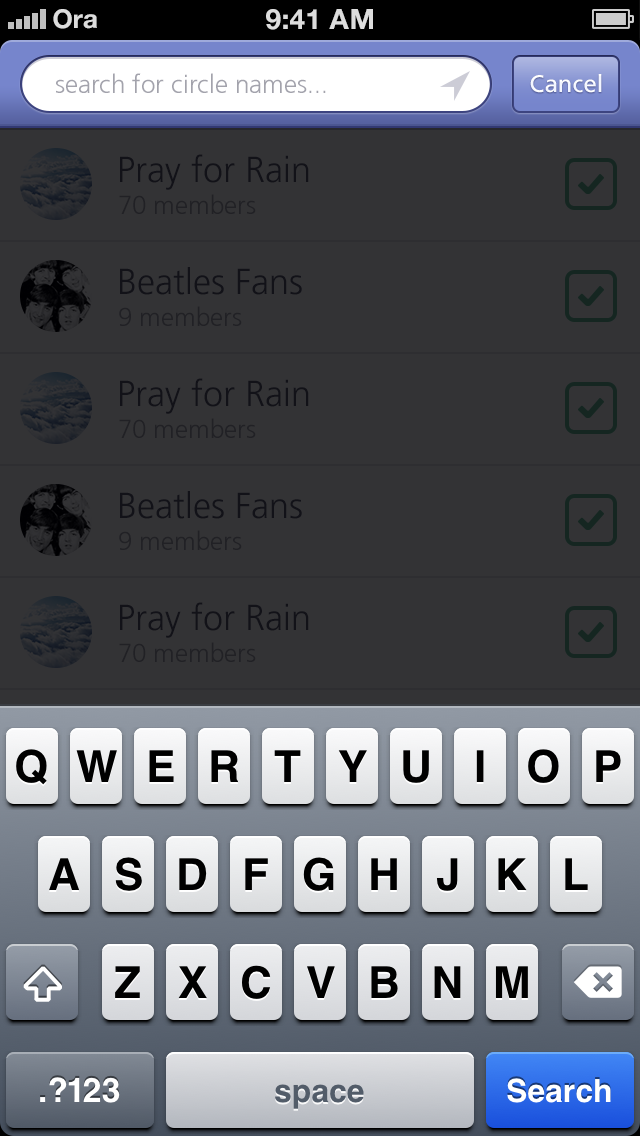 Ora 9:41 AM
search for circle names... Cancel
Pray for Rain
70 members
Beatles Fans
9 members
Pray for Rain
70 members
Beatles Fans
9 members
Pray for Rain
70 members
Q W E R T Y U I O P
A S D F G H J K L
Z X C V B N M
.?123 space Search